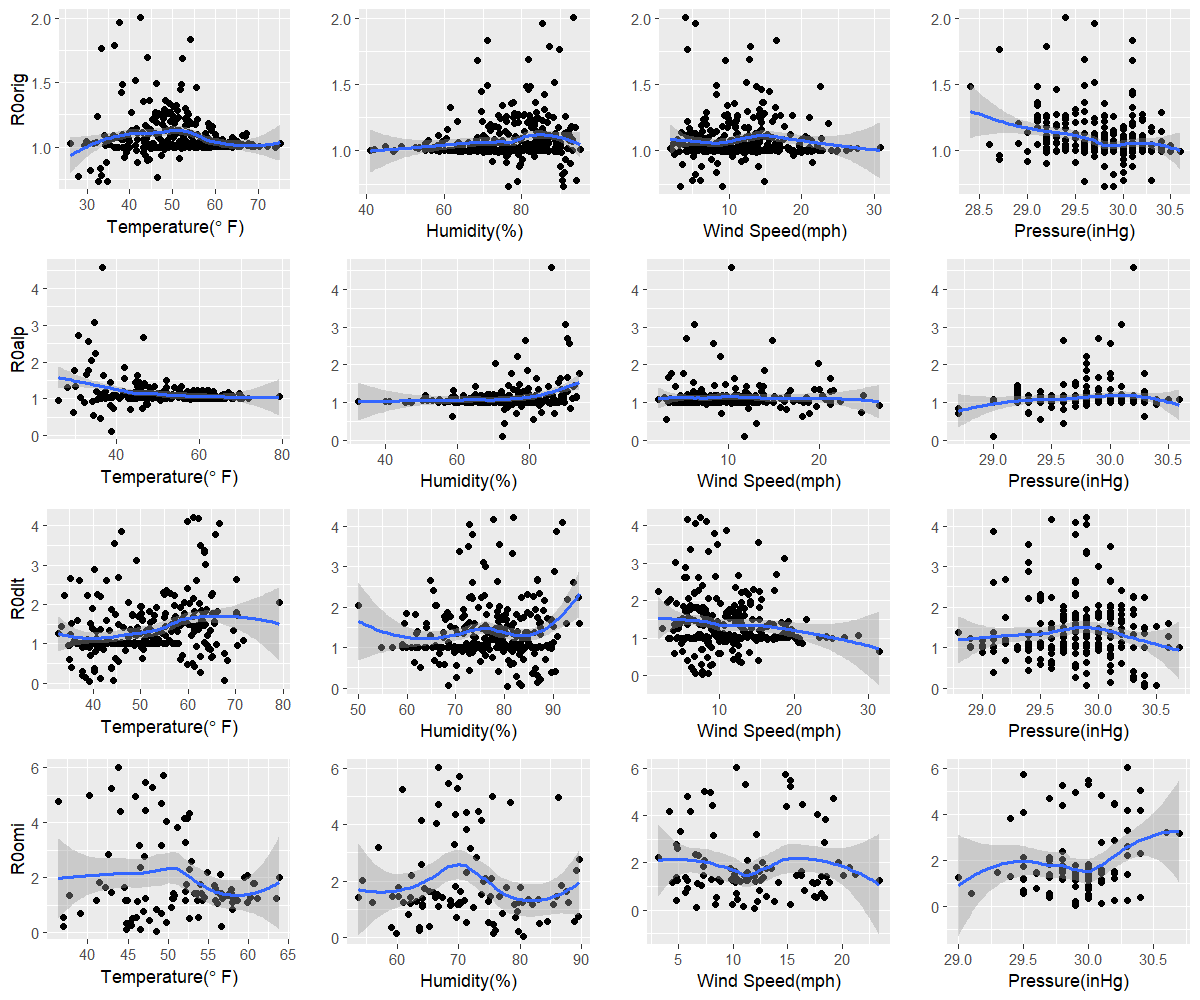 R0orig
2.0
1.5
1.0
30 40 50 60 70
Temperature(° F)
2.0
1.5
1.0
40 60 80
Humidity(%)
2.0
1.5
1.0
10 20 30
Wind Speed(mph)
2.0
1.5
1.0
28.5 29.0 29.5 30.0 30.5
Pressure(inHg)
R0alp
4
3
2
1
0
40 60 80
Temperature(° F)
4
3
2
1
0
40 60 80
Humidity(%)
4
3
2
1
0
10 20
Wind Speed(mph)
4
3
2
1
0
29.0 29.5 30.0 30.5
Pressure(inHg)
R0dlt
4
3
2
1
0
40 50 60 70 80
Temperature(° F)
4
3
2
1
0
50 60 70 80 90
Humidity(%)
4
3
2
1
0
10 20 30
Wind Speed(mph)
4
3
2
1
0
29.0 29.5 30.0 30.5
Pressure(inHg)
R0omi
6
4
2
0
40 45 50 55 60 65
Temperature(° F)
6
4
2
0
60 70 80 90
Humidity(%)
6
4
2
0
5 10 15 20
Wind Speed(mph)
6
4
2
0
29.0 29.5 30.0 30.5
Pressure(inHg)